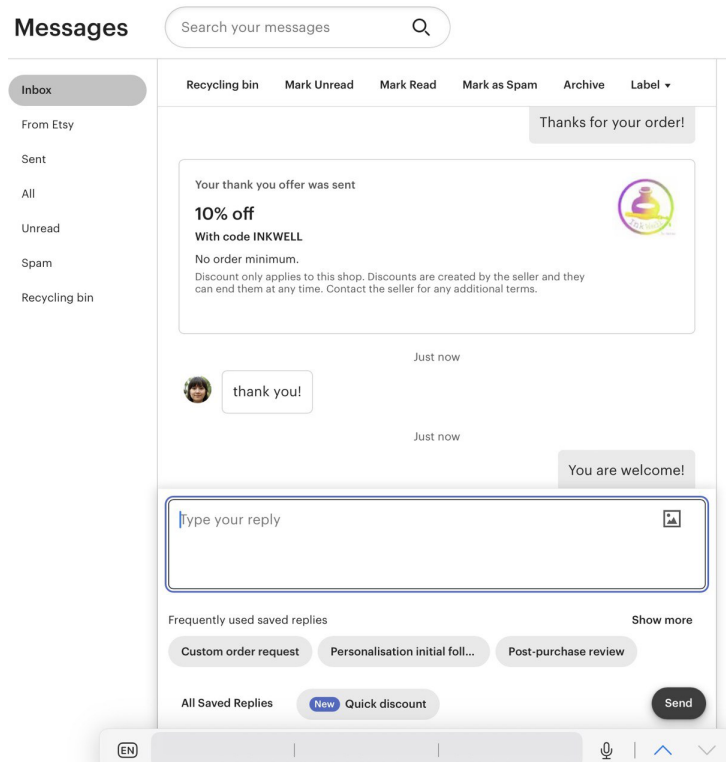 Messages
Search your messages
Inbox
From Etsy
Sent
All
Unread
Spam
Recycling bin
Recycling bin Mark Unread Mark Read Mark as Spam Archive Label
Thanks for your order!
Your thank you offer was sent
10% off
With code INKWELL
No order minimum.
Discount only applies to this shop. Discounts are created by the seller and they
can end them at any time. Contact the seller for any additional terms.
Inkwell
Just now
thank you!
Just now
You are welcome!
Type your reply
Frequently used saved replies Show more
Custom order request Personalisation initial foll... Post-purchase review
All Saved Replies New Quick discount Send
EN